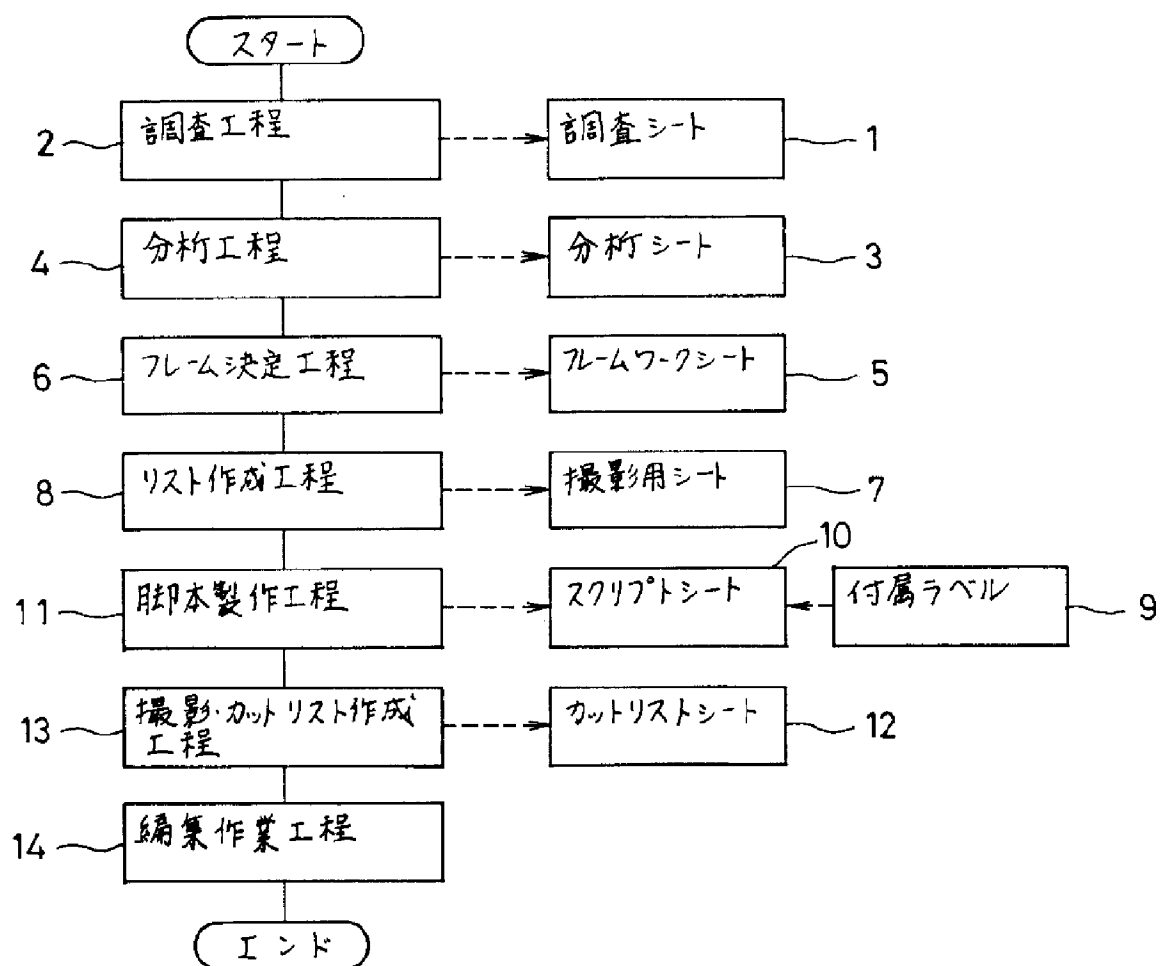 スタート
2
調査工程
調査シート
1
4
分析工程
分析シート
3
6
フレーム決定工程
フレームワークシート
5
8
リスト作成工程
撮影用シート
7
10
11
脚本製作工程
スクリプトシート
付属ラベル
9
13
撮影・カットリスト作成
工程
カットリストシート
12
14
編集作業工程
エンド